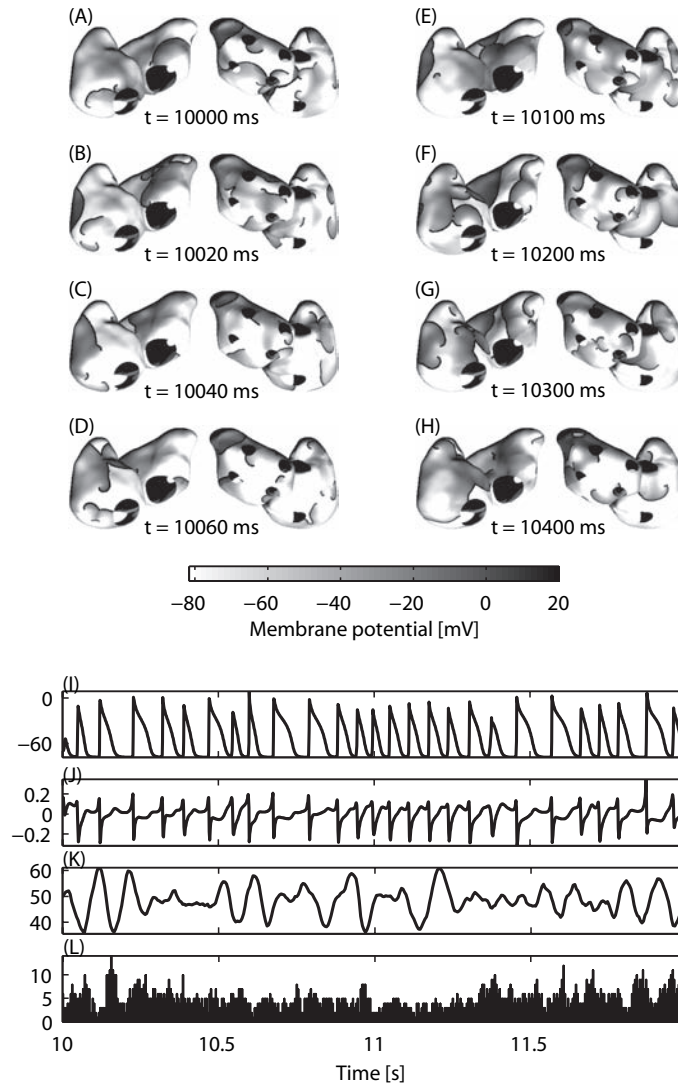 (A)
(E)
t = 10000 ms
t = 10100 ms
(B)
(F)
t = 10020 ms
t = 10200 ms
(C)
(G)
t = 10040 ms
t = 10300 ms
(D)
(H)
t = 10060 ms
t = 10400 ms
−80 −60 −40 −20 0 20
Membrane potential [mV]
(I)
0
−60
(J)
0.2
0
−0.2
(K)
60
50
40
(L)
10
5
0
10 10.5 11 11.5
Time [s]